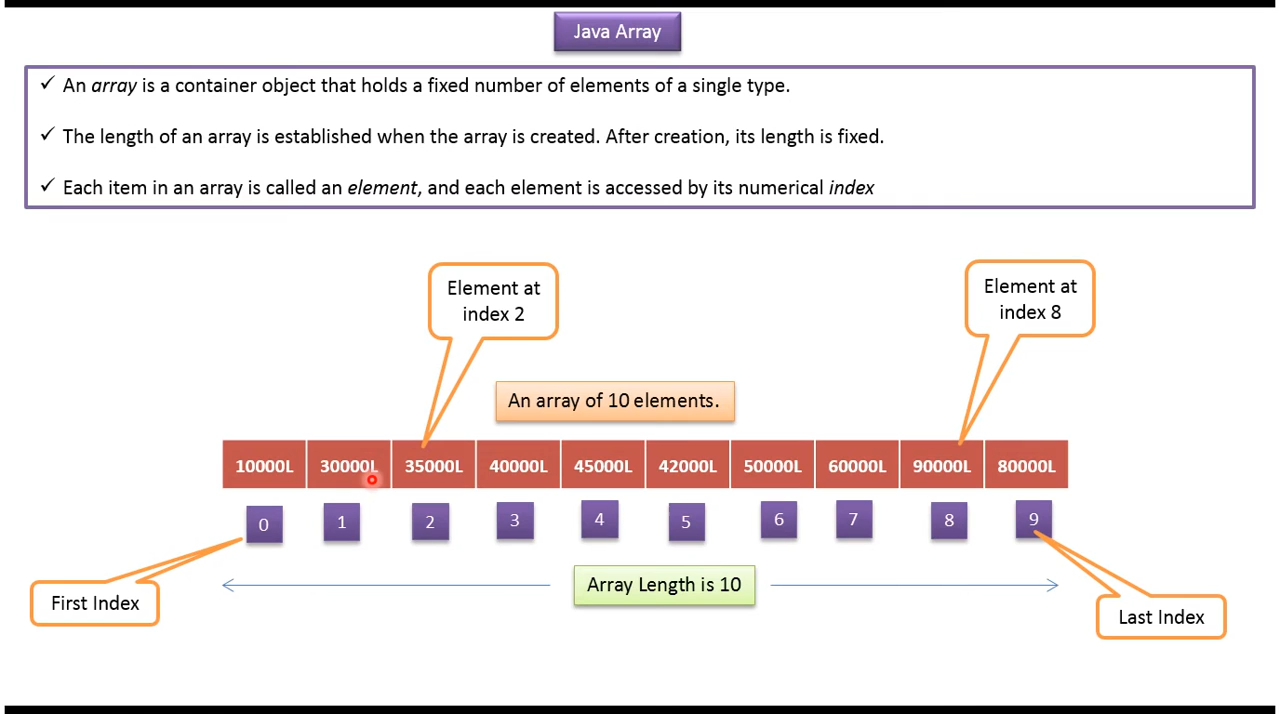 Java Array
✓ An array is a container object that holds a fixed number of elements of a single type.
✓ The length of an array is established when the array is created. After creation, its length is fixed.
✓ Each item in an array is called an element, and each element is accessed by its numerical index
Element at
index 2
Element at
index 8
An array of 10 elements.
10000L 30000L 35000L 40000L 45000L 42000L 50000L 60000L 90000L 80000L
0 1 2 3 4 5 6 7 8 9
First Index
Array Length is 10
Last Index